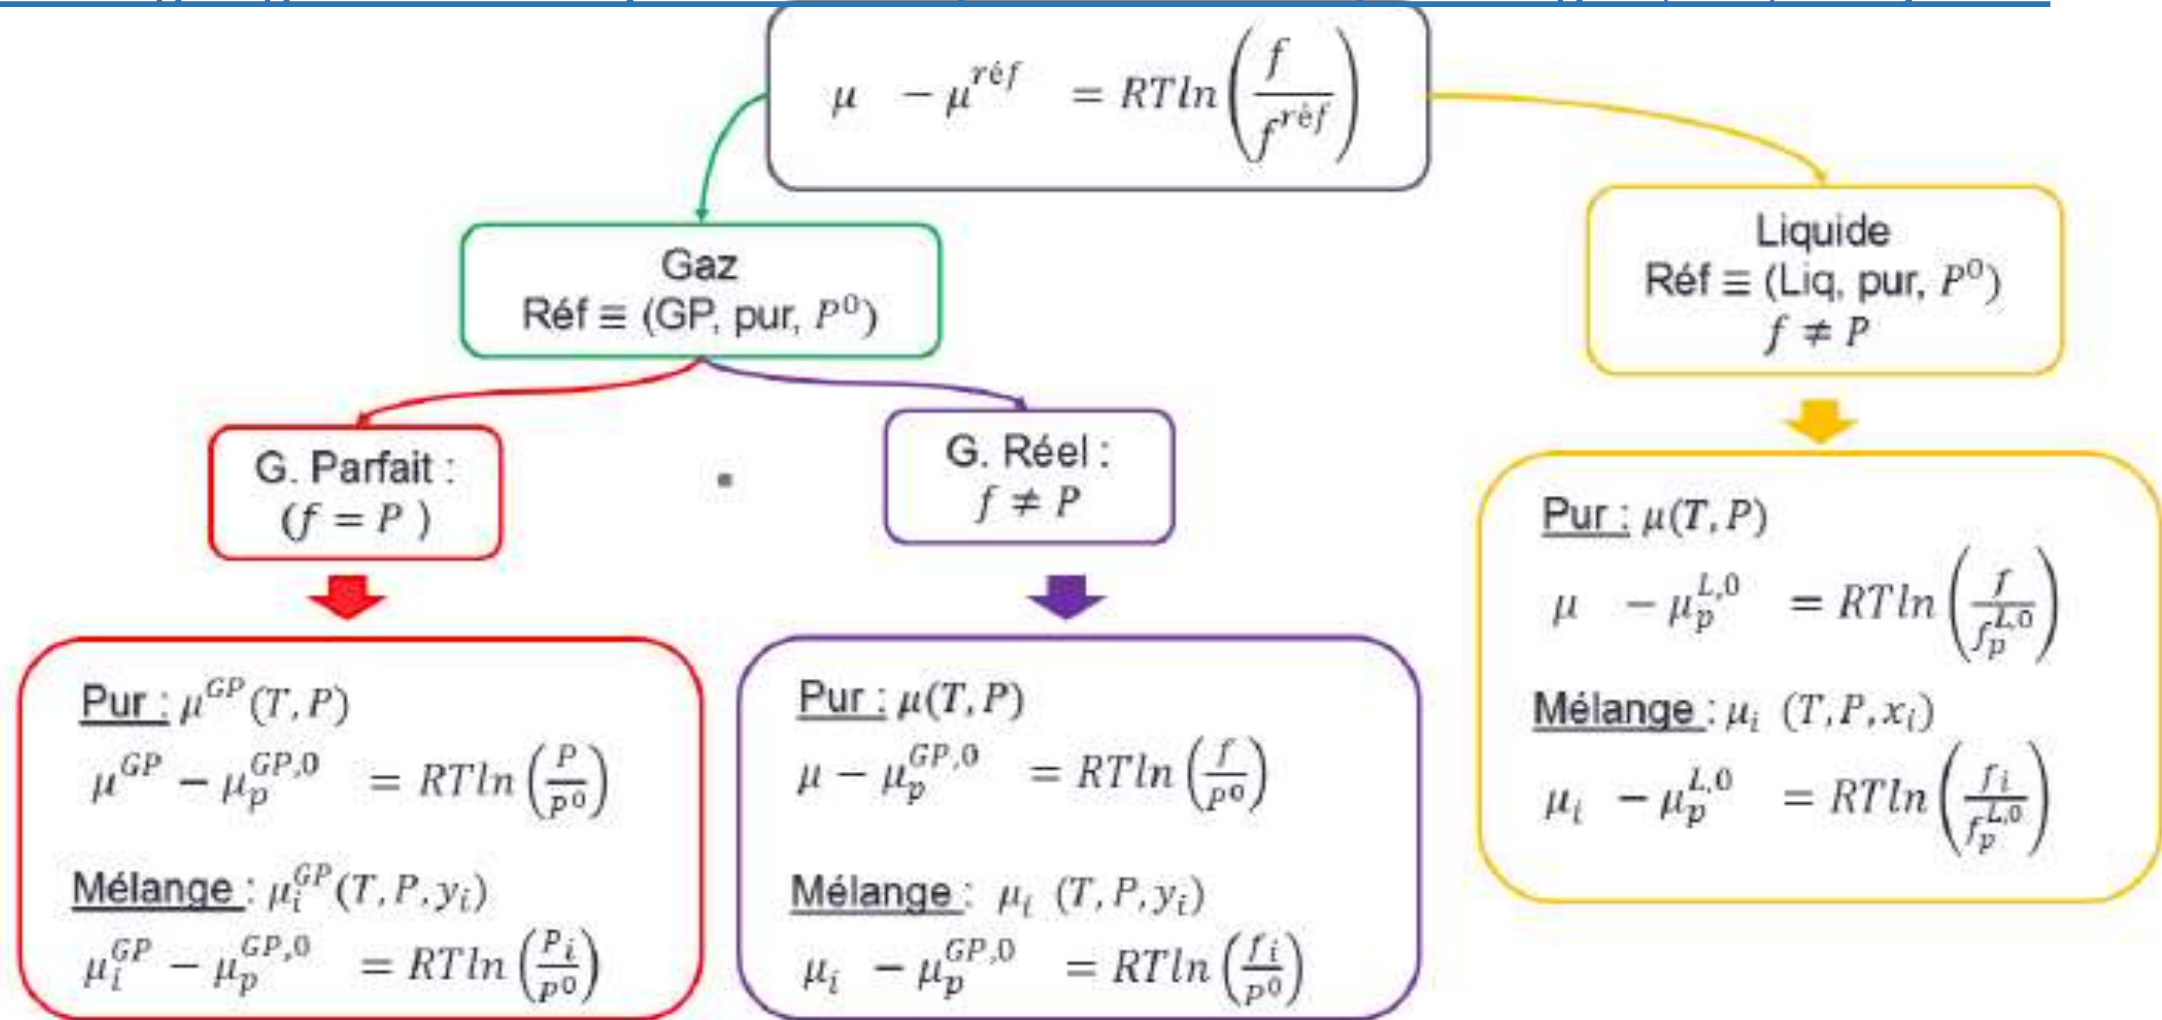 μ − μ^réf = RTln(f / f^réf)
Gaz
Réf ≡ (GP, pur, P⁰)
Liquide
Réf ≡ (Liq, pur, P⁰)
f ≠ P
G. Parfait :
(f = P )
G. Réel :
f ≠ P
Pur : μ^GP (T, P)
μ^GP − μ_p^GP,0 = RTln(P / P⁰)
Mélange : μ_i^GP (T, P, y_i)
μ_i^GP − μ_p^GP,0 = RTln(P_i / P⁰)
Pur : μ(T, P)
μ − μ_p^GP,0 = RTln(f / P⁰)
Mélange : μ_i (T, P, y_i)
μ_i − μ_p^GP,0 = RTln(f_i / P⁰)
Pur : μ(T, P)
μ − μ_p^L,0 = RTln(f / f_p^L,0)
Mélange : μ_i (T, P, x_i)
μ_i − μ_p^L,0 = RTln(f_i / f_p^L,0)